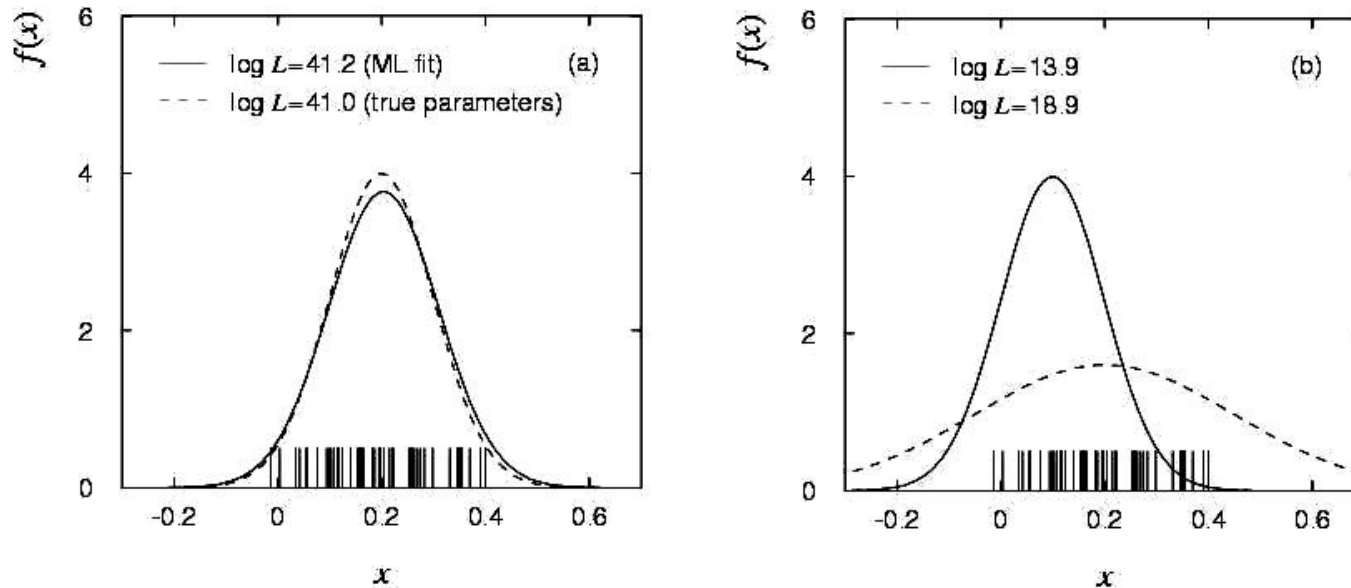 f(x)
6
4
2
0
log L=41.2 (ML fit)
log L=41.0 (true parameters)
(a)
-0.2 0 0.2 0.4 0.6
x
f(x)
6
4
2
0
log L=13.9
log L=18.9
(b)
-0.2 0 0.2 0.4 0.6
x